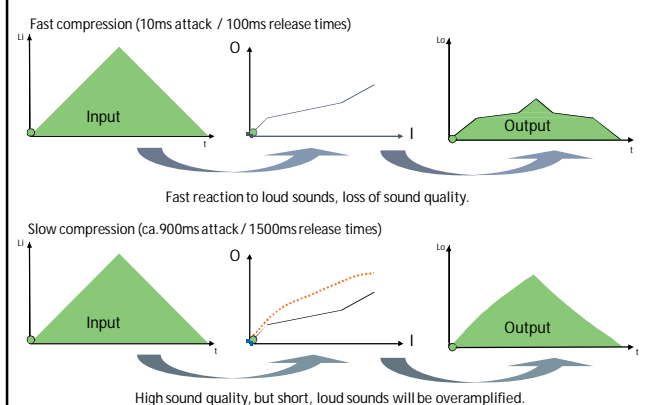 Fast compression (10ms attack / 100ms release times)
Li
O
Lo
Input
Output
t
I
t
Fast reaction to loud sounds, loss of sound quality.
Slow compression (ca.900ms attack / 1500ms release times)
Li
O
Lo
Input
Output
t
I
t
High sound quality, but short, loud sounds will be overamplified.